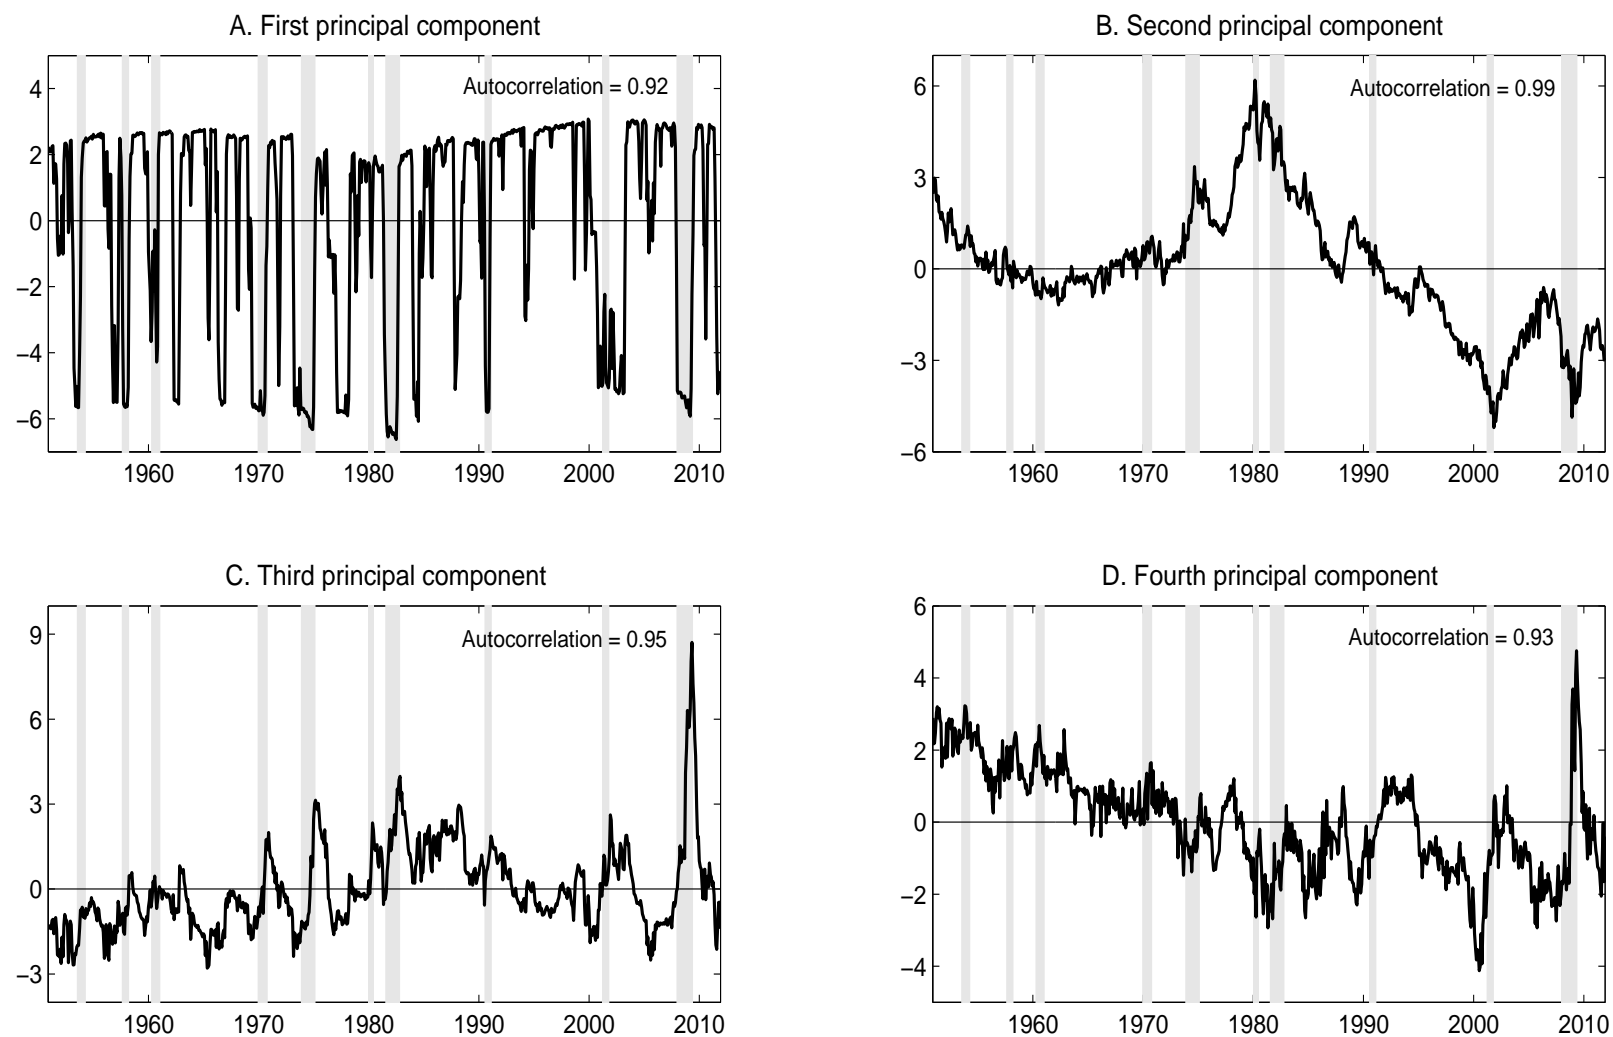 A. First principal component
Autocorrelation = 0.92
4
2
0
−2
−4
−6
1960 1970 1980 1990 2000 2010
B. Second principal component
Autocorrelation = 0.99
6
3
0
−3
−6
1960 1970 1980 1990 2000 2010
C. Third principal component
Autocorrelation = 0.95
9
6
3
0
−3
1960 1970 1980 1990 2000 2010
D. Fourth principal component
Autocorrelation = 0.93
6
4
2
0
−2
−4
1960 1970 1980 1990 2000 2010